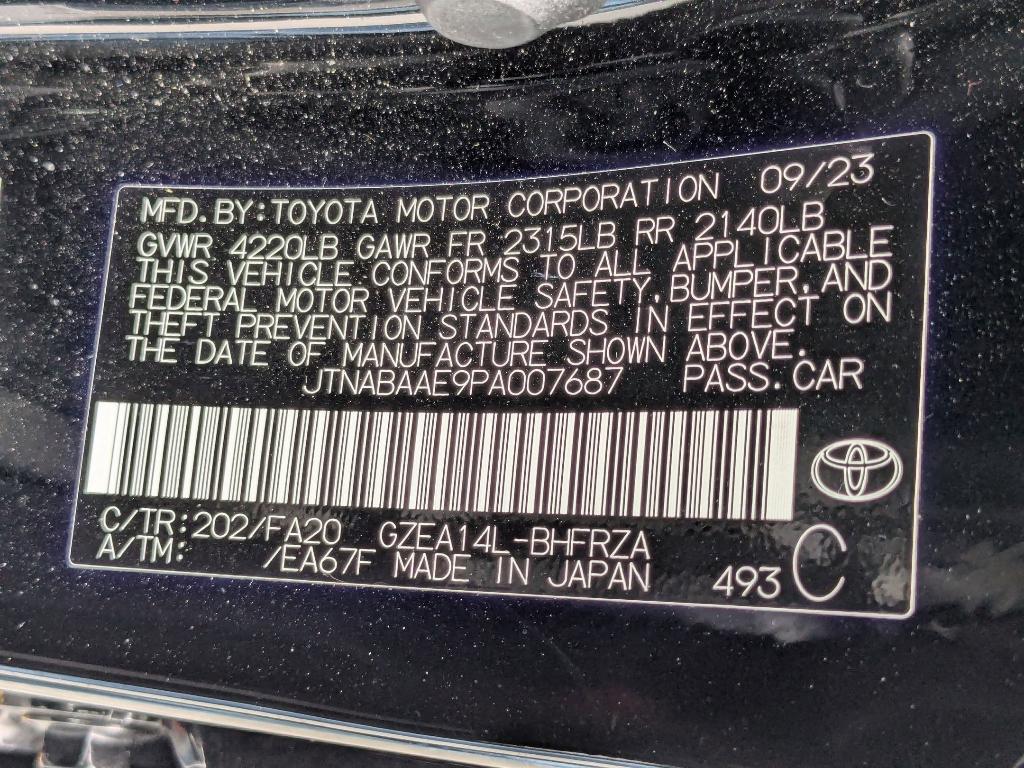 MFD. BY: TOYOTA MOTOR CORPORATION 09/23
GVWR 4220LB GAWR FR 2315LB RR 2140LB
THIS VEHICLE CONFORMS TO ALL APPLICABLE
FEDERAL MOTOR VEHICLE SAFETY, BUMPER, AND
THEFT PREVENTION STANDARDS IN EFFECT ON
THE DATE OF MANUFACTURE SHOWN ABOVE.
JTNABAAE9PA007687 PASS. CAR
C/TR: 202/FA20 GZEA14L-BHFRZA
A/TM: /EA67F MADE IN JAPAN 493 C